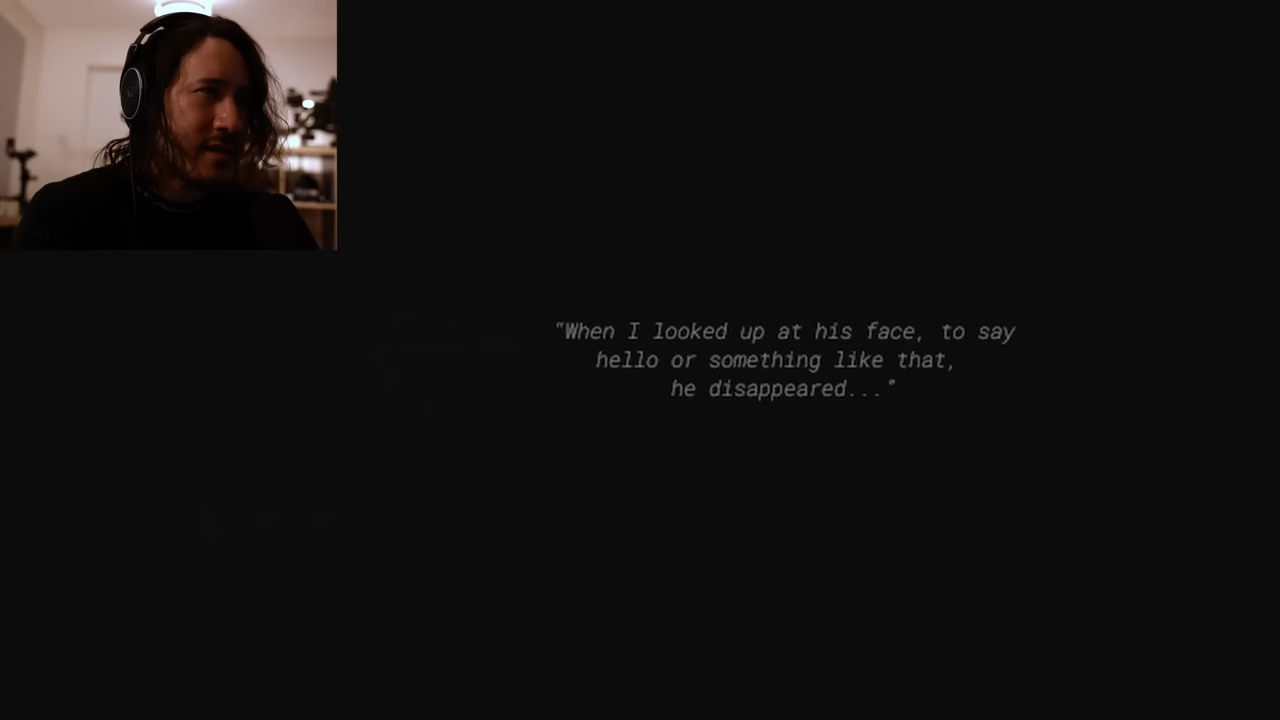 "When I looked up at his face, to say
hello or something like that,
he disappeared..."